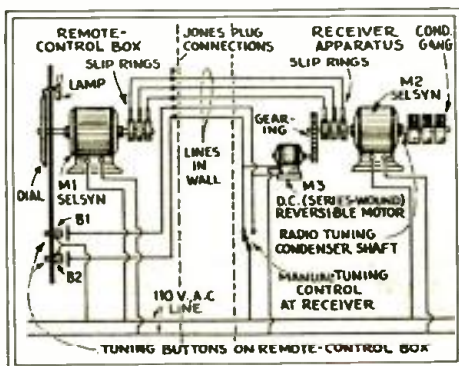 REMOTE-
CONTROL BOX
JONES PLUG
CONNECTIONS
RECEIVER
APPARATUS
COND.
GANG
SLIP RINGS
SLIP RINGS
LAMP
M2
SELSYN
GEAR-
ING
LINES
IN
WALL
DIAL
M1
SELSYN
M3
D.C. (SERIES-WOUND)
REVERSIBLE MOTOR
B1
RADIO TUNING
CONDENSER SHAFT
B2
MANUAL TUNING
CONTROL
AT RECEIVER
110 V., A.C
LINE
TUNING BUTTONS ON REMOTE-CONTROL BOX